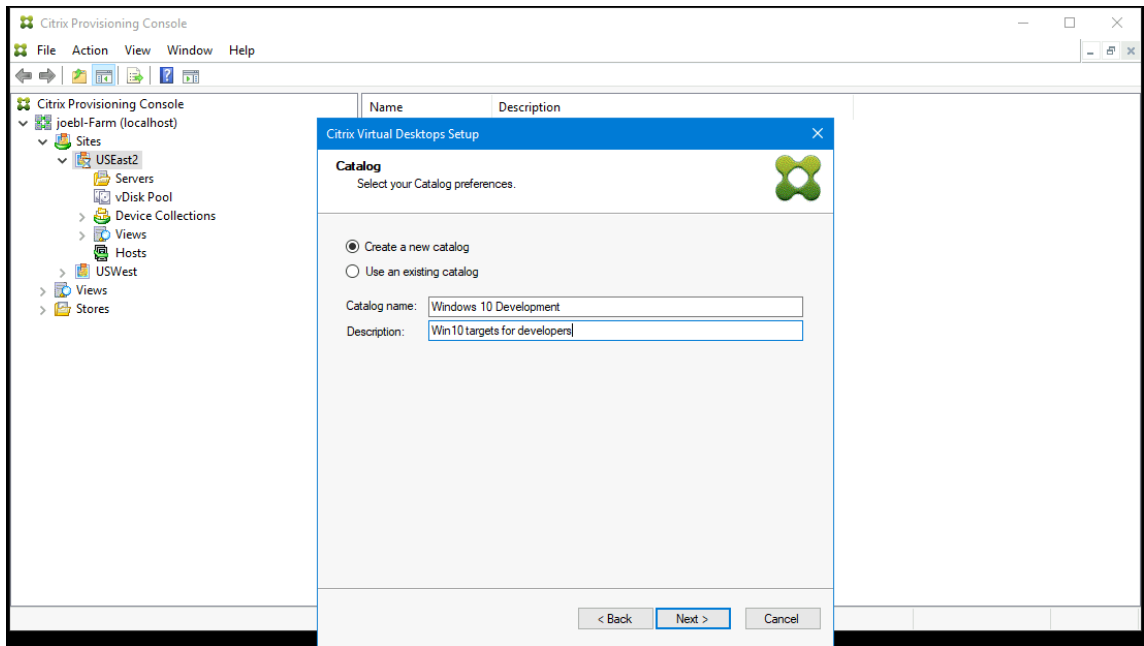 Citrix Provisioning Console
File Action View Window Help
Citrix Provisioning Console
joebl-Farm (localhost)
Sites
USEast2
Servers
vDisk Pool
Device Collections
Views
Hosts
USWest
Views
Stores
Name Description
Citrix Virtual Desktops Setup
Catalog
Select your Catalog preferences.
Create a new catalog
Use an existing catalog
Catalog name: Windows 10 Development
Description: Win10 targets for developers
< Back Next > Cancel